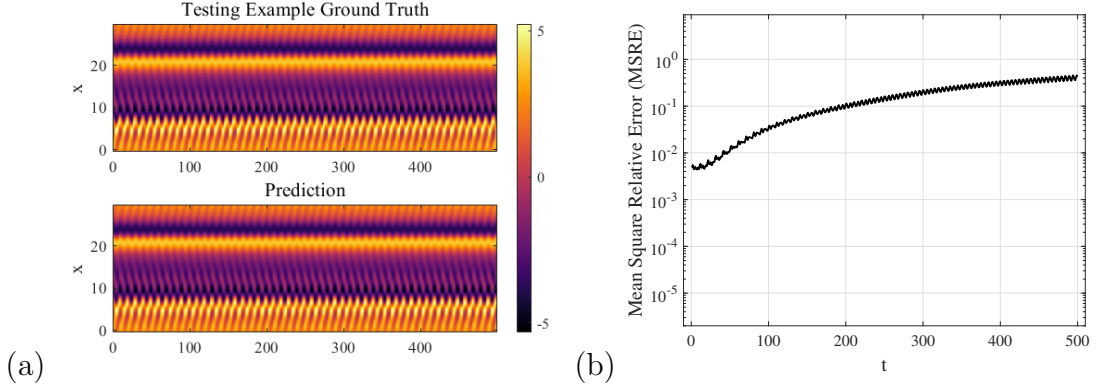 Testing Example Ground Truth
x
20
10
0
0 100 200 300 400
Prediction
x
20
10
0
0 100 200 300 400
5
0
-5
(a)
Mean Square Relative Error (MSRE)
10^0
10^-1
10^-2
10^-3
10^-4
10^-5
0 100 200 300 400 500
t
(b)